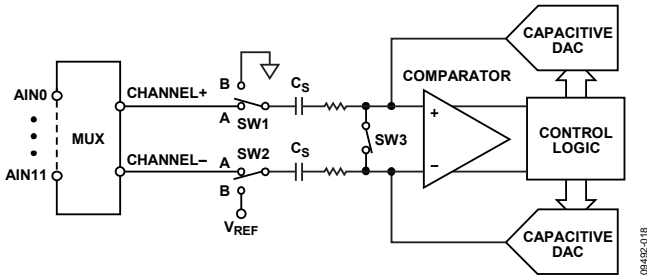 CAPACITIVE
DAC
COMPARATOR
B
CS
AIN0
CHANNEL+
A
SW1
+
MUX
SW3
CONTROL
LOGIC
AIN11
CHANNEL–
A
SW2
CS
–
B
VREF
CAPACITIVE
DAC
09492-018